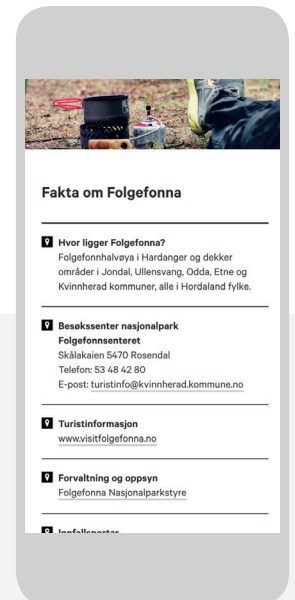 Fakta om Folgefonna
Hvor ligger Folgefonna?
Folgefonnhalvøya i Hardanger og dekker
områder i Jondal, Ullensvang, Odda, Etne og
Kvinnherad kommuner, alle i Hordaland fylke.
Besøkssenter nasjonalpark
Folgefonnsenteret
Skålakaien 5470 Rosendal
Telefon: 53 48 42 80
E-post: turistinfo@kvinnherad.kommune.no
Turistinformasjon
www.visitfolgefonna.no
Forvaltning og oppsyn
Folgefonna Nasjonalparkstyre
Innfallsportar